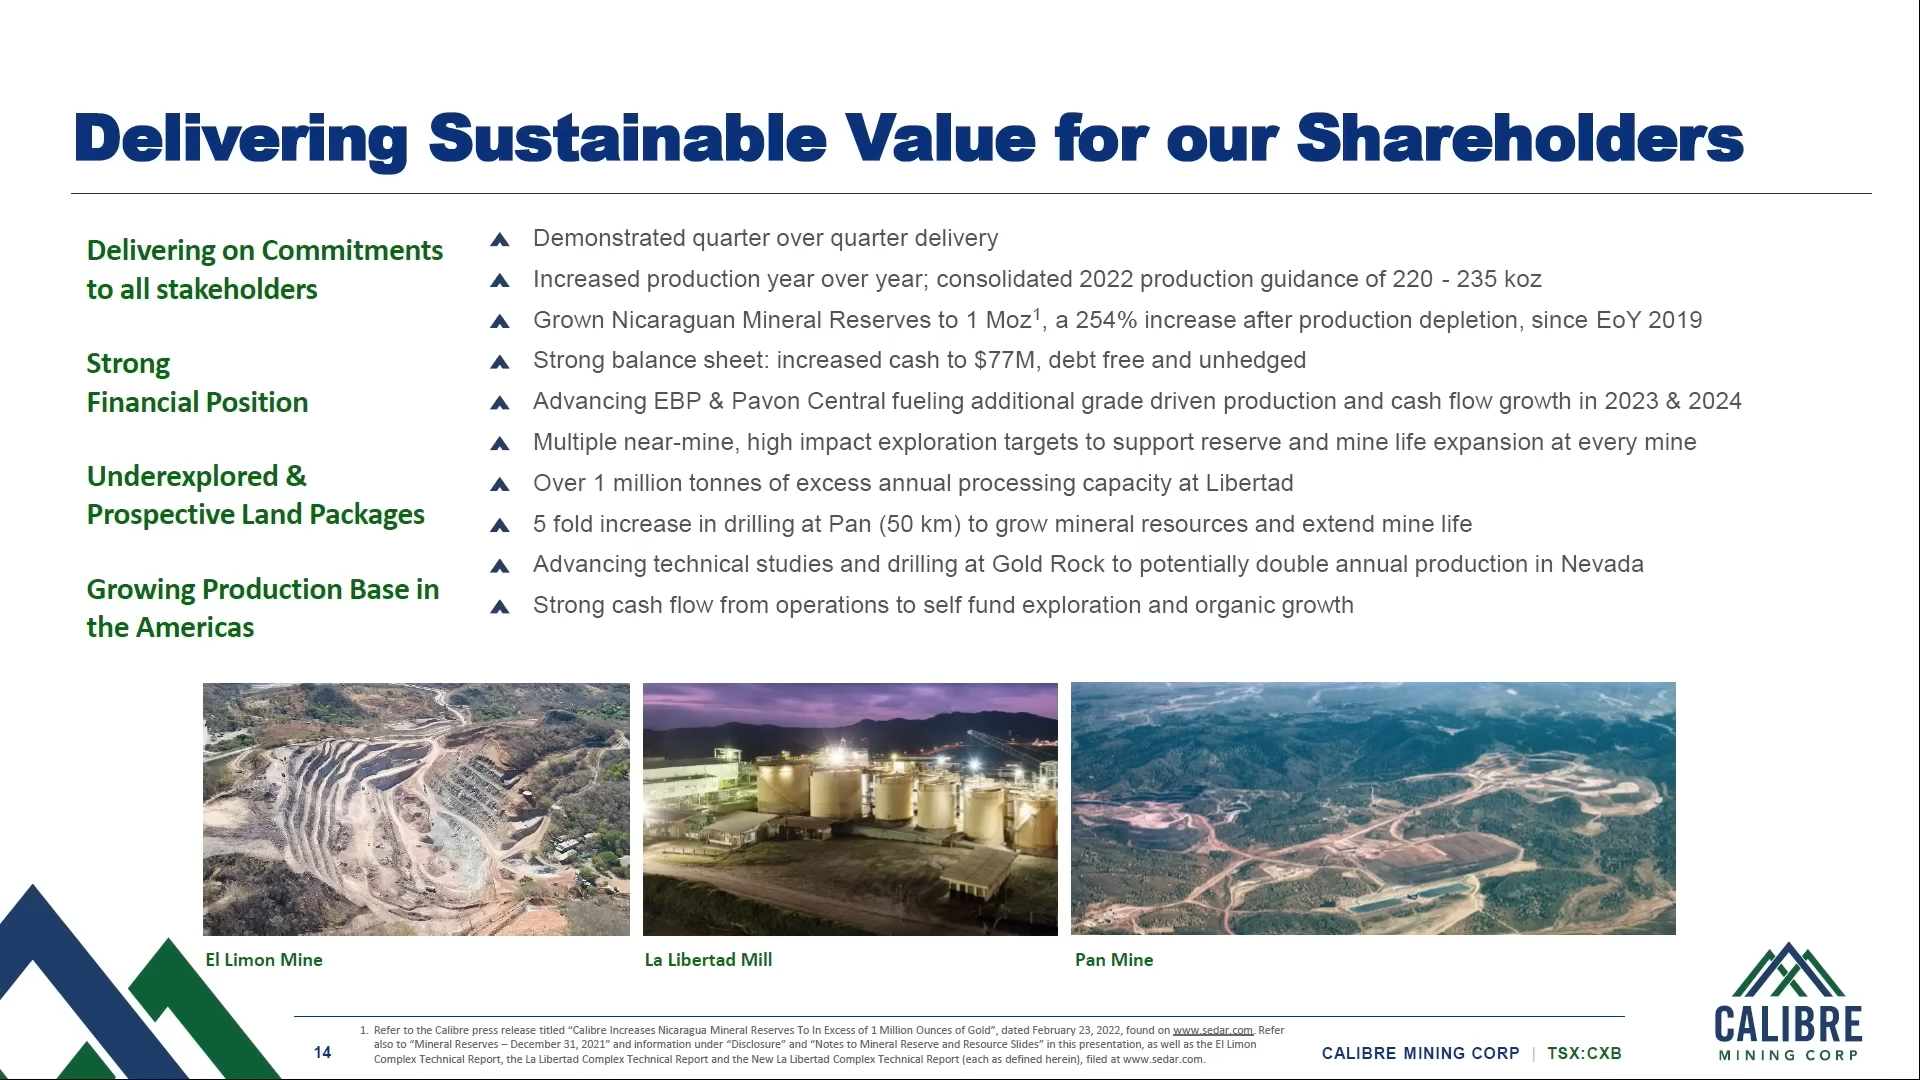 Delivering Sustainable Value for our Shareholders
Delivering on Commitments
to all stakeholders
Strong
Financial Position
Underexplored &
Prospective Land Packages
Growing Production Base in
the Americas
Demonstrated quarter over quarter delivery
Increased production year over year; consolidated 2022 production guidance of 220 - 235 koz
Grown Nicaraguan Mineral Reserves to 1 Moz¹, a 254% increase after production depletion, since EoY 2019
Strong balance sheet: increased cash to $77M, debt free and unhedged
Advancing EBP & Pavon Central fueling additional grade driven production and cash flow growth in 2023 & 2024
Multiple near-mine, high impact exploration targets to support reserve and mine life expansion at every mine
Over 1 million tonnes of excess annual processing capacity at Libertad
5 fold increase in drilling at Pan (50 km) to grow mineral resources and extend mine life
Advancing technical studies and drilling at Gold Rock to potentially double annual production in Nevada
Strong cash flow from operations to self fund exploration and organic growth
El Limon Mine
La Libertad Mill
Pan Mine
14
1. Refer to the Calibre press release titled “Calibre Increases Nicaragua Mineral Reserves To In Excess of 1 Million Ounces of Gold”, dated February 23, 2022, found on www.sedar.com. Refer
also to “Mineral Reserves – December 31, 2021” and information under “Disclosure” and “Notes to Mineral Reserve and Resource Slides” in this presentation, as well as the El Limon
Complex Technical Report, the La Libertad Complex Technical Report and the New La Libertad Complex Technical Report (each as defined herein), filed at www.sedar.com.
CALIBRE MINING CORP | TSX:CXB
CALIBRE
MINING CORP